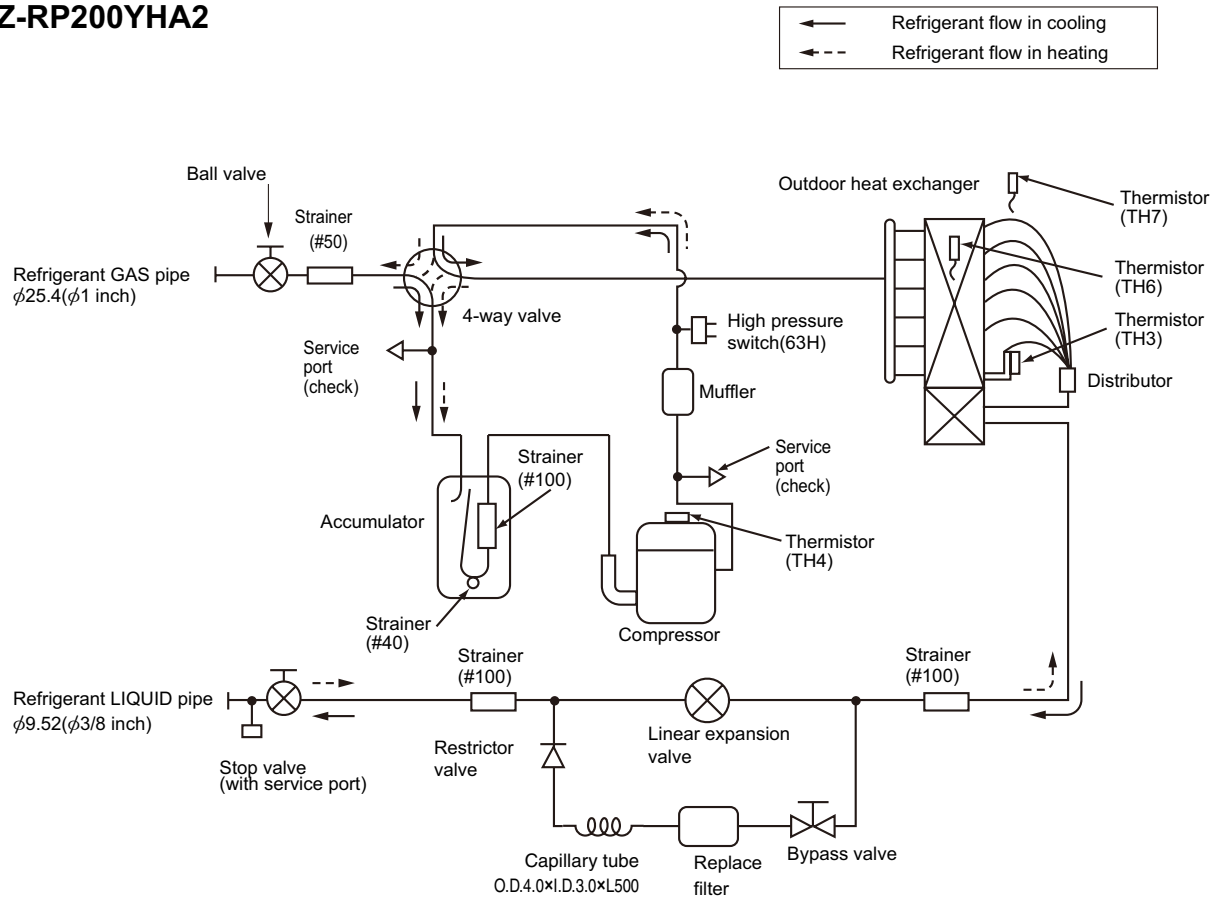 Z-RP200YHA2
Refrigerant flow in cooling
Refrigerant flow in heating
Ball valve
Strainer
(#50)
Refrigerant GAS pipe
ϕ25.4(ϕ1 inch)
4-way valve
Service
port
(check)
High pressure
switch(63H)
Muffler
Service
port
(check)
Outdoor heat exchanger
Thermistor
(TH7)
Thermistor
(TH6)
Thermistor
(TH3)
Distributor
Strainer
(#100)
Accumulator
Thermistor
(TH4)
Strainer
(#40)
Compressor
Strainer
(#100)
Strainer
(#100)
Refrigerant LIQUID pipe
ϕ9.52(ϕ3/8 inch)
Stop valve
(with service port)
Restrictor
valve
Linear expansion
valve
Capillary tube
O.D.4.0×I.D.3.0×L500
Replace
filter
Bypass valve